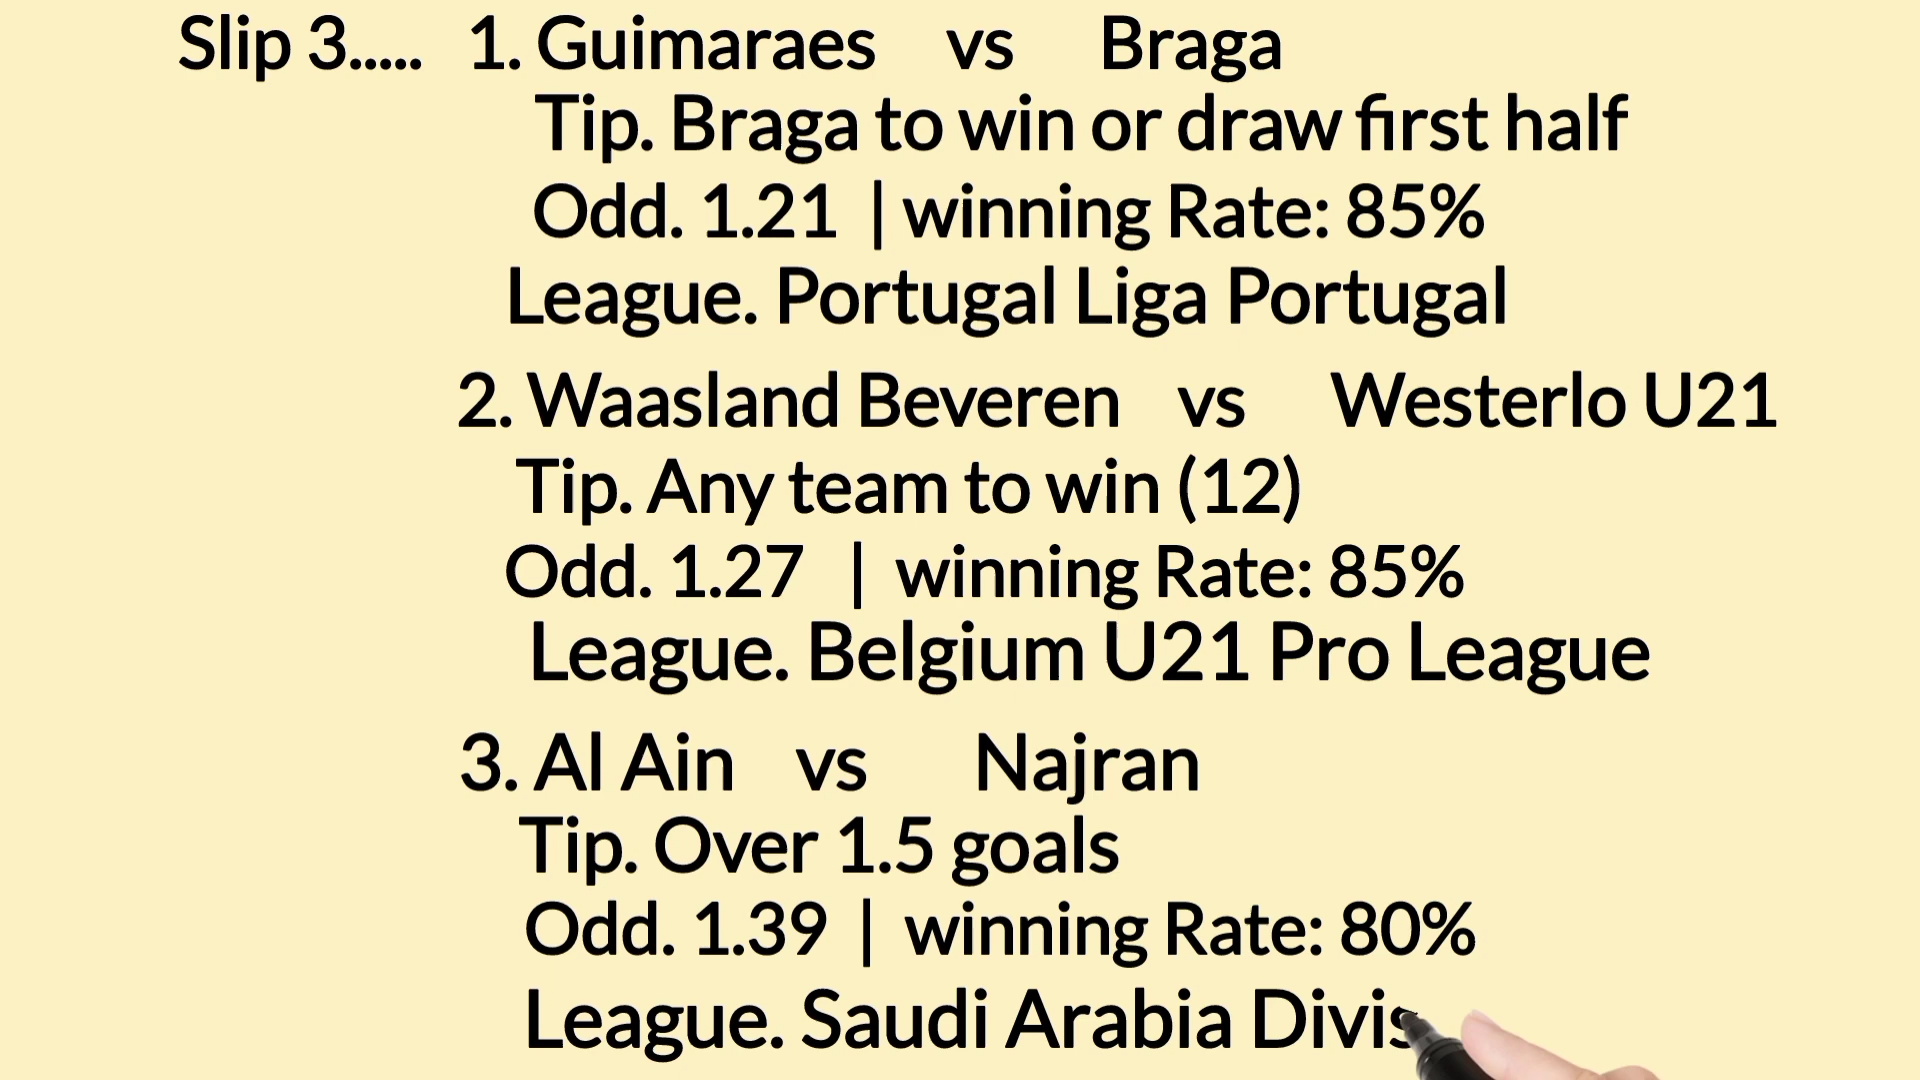 Slip 3..... 1. Guimaraes vs Braga
Tip. Braga to win or draw first half
Odd. 1.21 | winning Rate: 85%
League. Portugal Liga Portugal
2. Waasland Beveren vs Westerlo U21
Tip. Any team to win (12)
Odd. 1.27 | winning Rate: 85%
League. Belgium U21 Pro League
3. Al Ain vs Najran
Tip. Over 1.5 goals
Odd. 1.39 | winning Rate: 80%
League. Saudi Arabia Divis